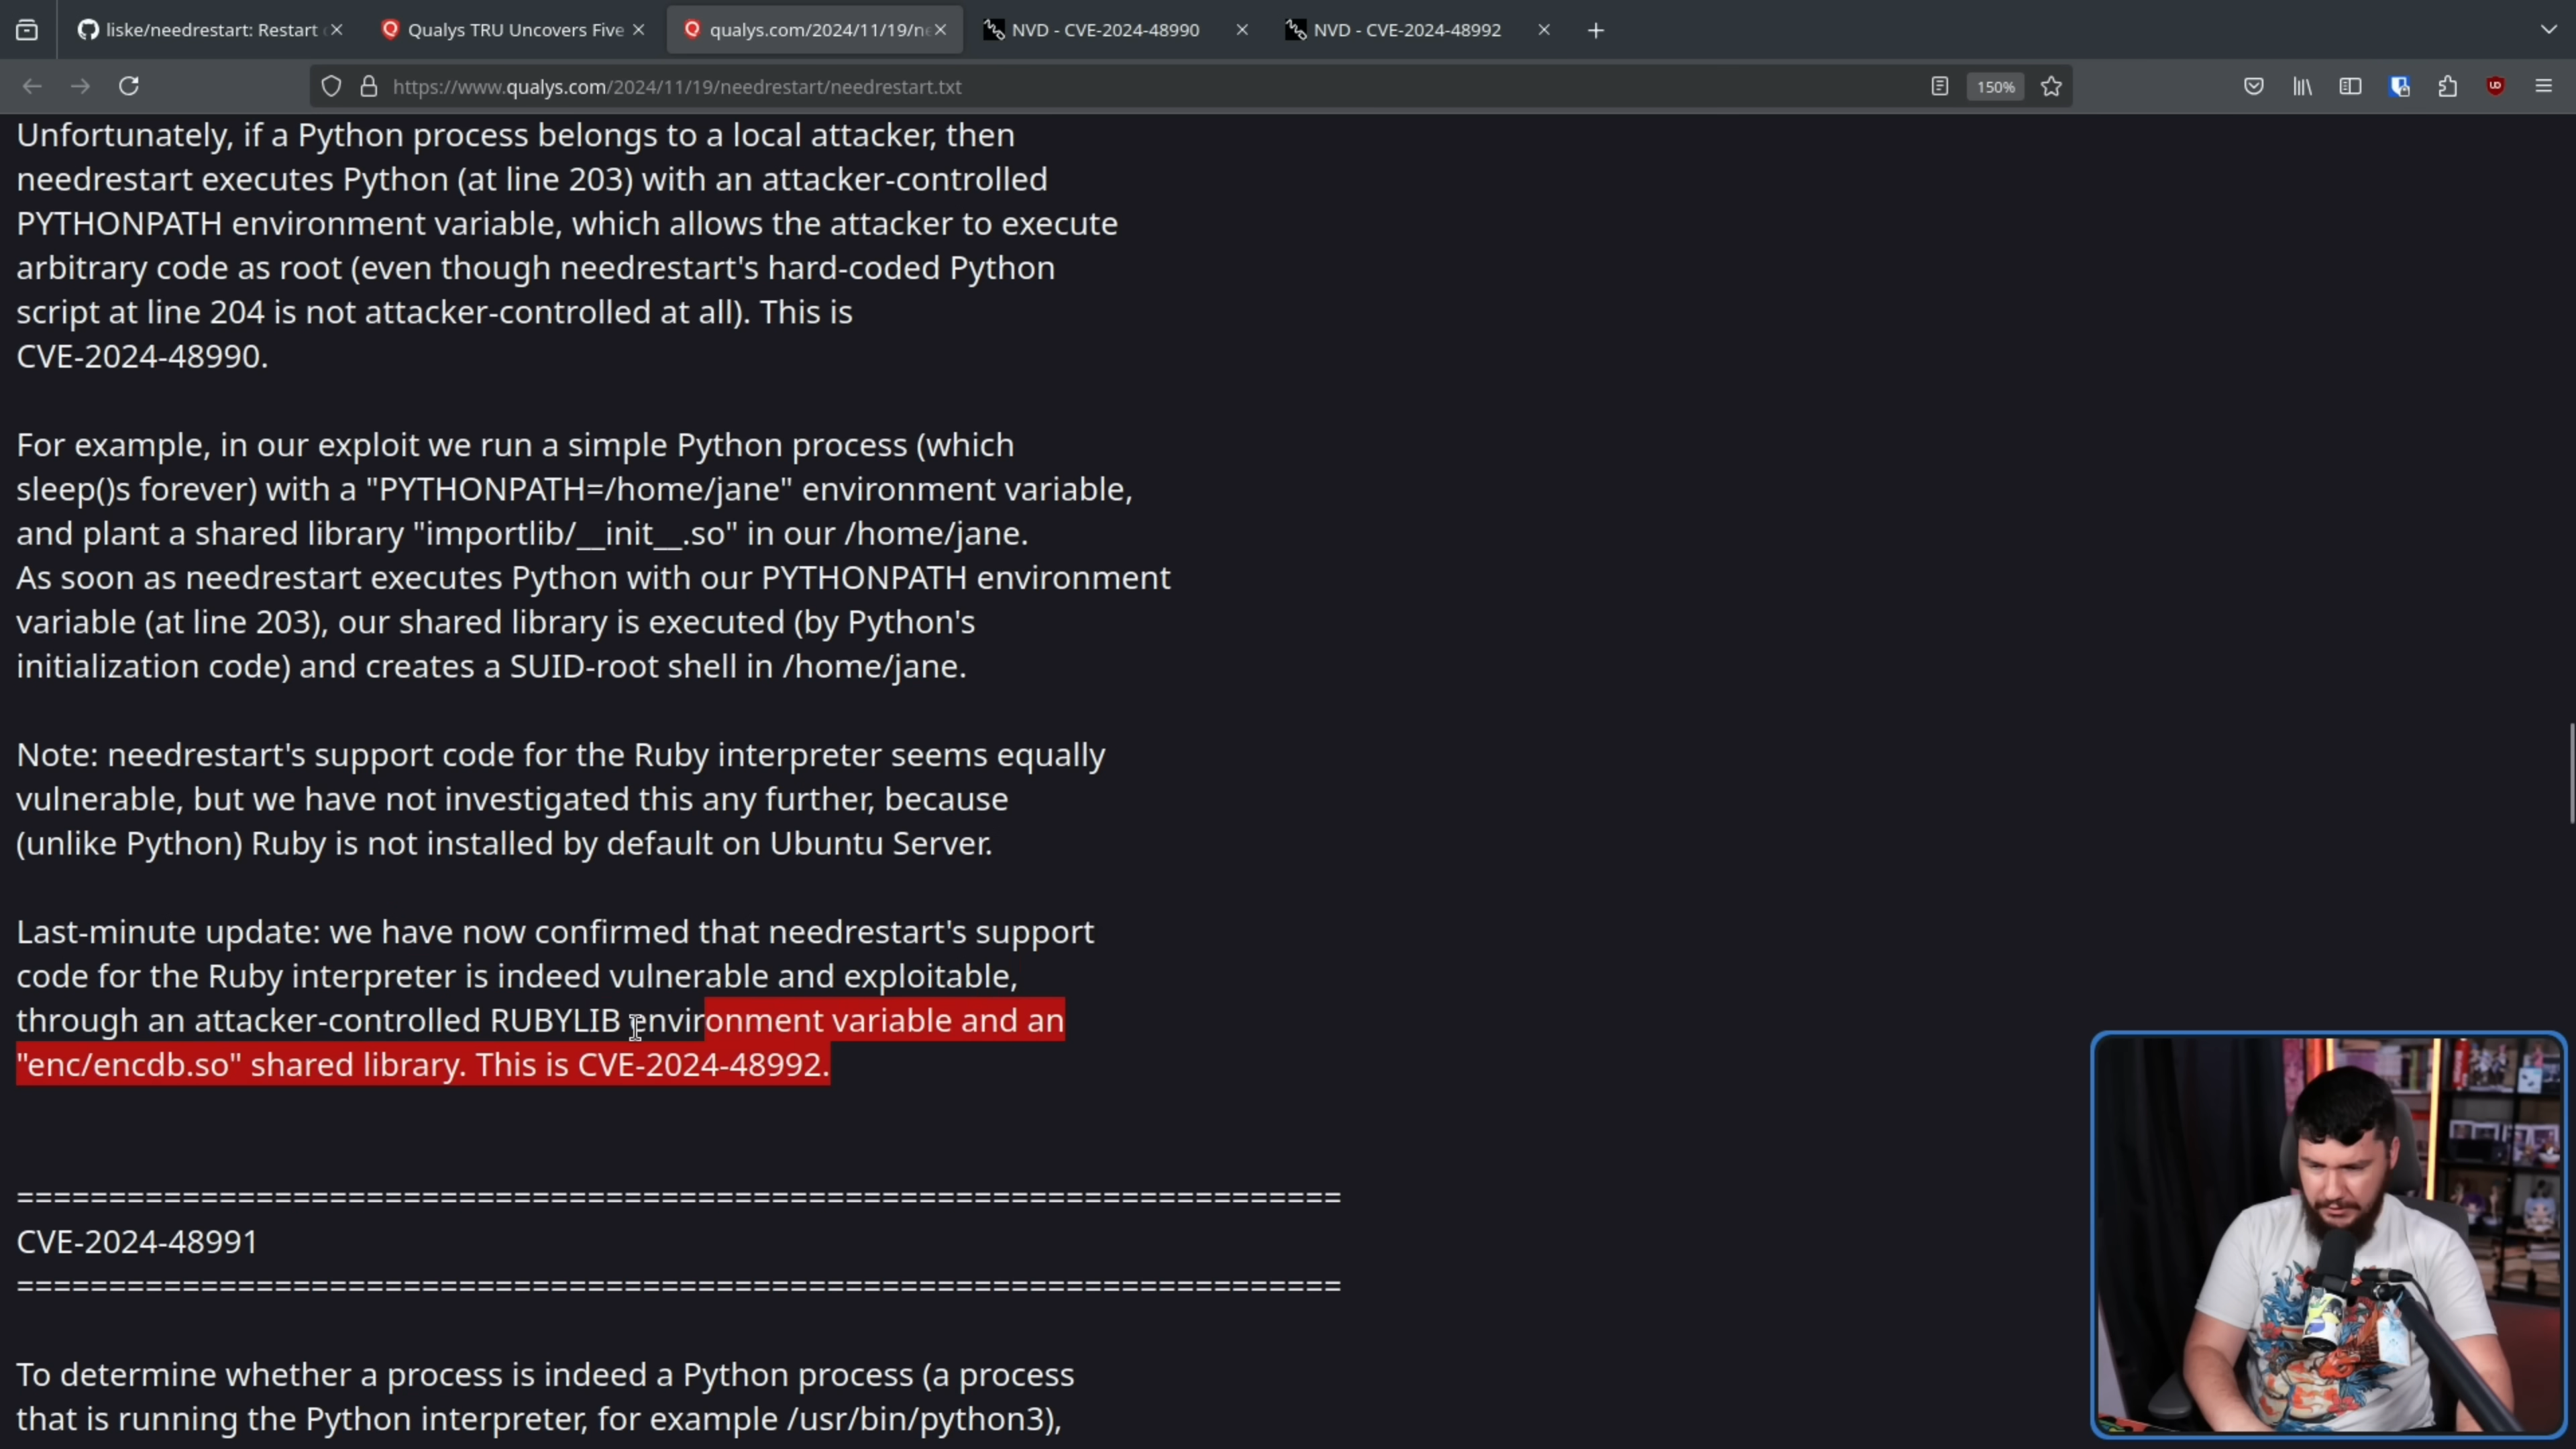 liske/needrestart: Restart
Qualys TRU Uncovers Five
qualys.com/2024/11/19/ne
NVD - CVE-2024-48990
NVD - CVE-2024-48992
https://www.qualys.com/2024/11/19/needrestart/needrestart.txt
150%
Unfortunately, if a Python process belongs to a local attacker, then
needrestart executes Python (at line 203) with an attacker-controlled
PYTHONPATH environment variable, which allows the attacker to execute
arbitrary code as root (even though needrestart's hard-coded Python
script at line 204 is not attacker-controlled at all). This is
CVE-2024-48990.
For example, in our exploit we run a simple Python process (which
sleep()s forever) with a "PYTHONPATH=/home/jane" environment variable,
and plant a shared library "importlib/__init__.so" in our /home/jane.
As soon as needrestart executes Python with our PYTHONPATH environment
variable (at line 203), our shared library is executed (by Python's
initialization code) and creates a SUID-root shell in /home/jane.
Note: needrestart's support code for the Ruby interpreter seems equally
vulnerable, but we have not investigated this any further, because
(unlike Python) Ruby is not installed by default on Ubuntu Server.
Last-minute update: we have now confirmed that needrestart's support
code for the Ruby interpreter is indeed vulnerable and exploitable,
through an attacker-controlled RUBYLIB environment variable and an
"enc/encdb.so" shared library. This is CVE-2024-48992.
========================================================================
CVE-2024-48991
========================================================================
To determine whether a process is indeed a Python process (a process
that is running the Python interpreter, for example /usr/bin/python3),